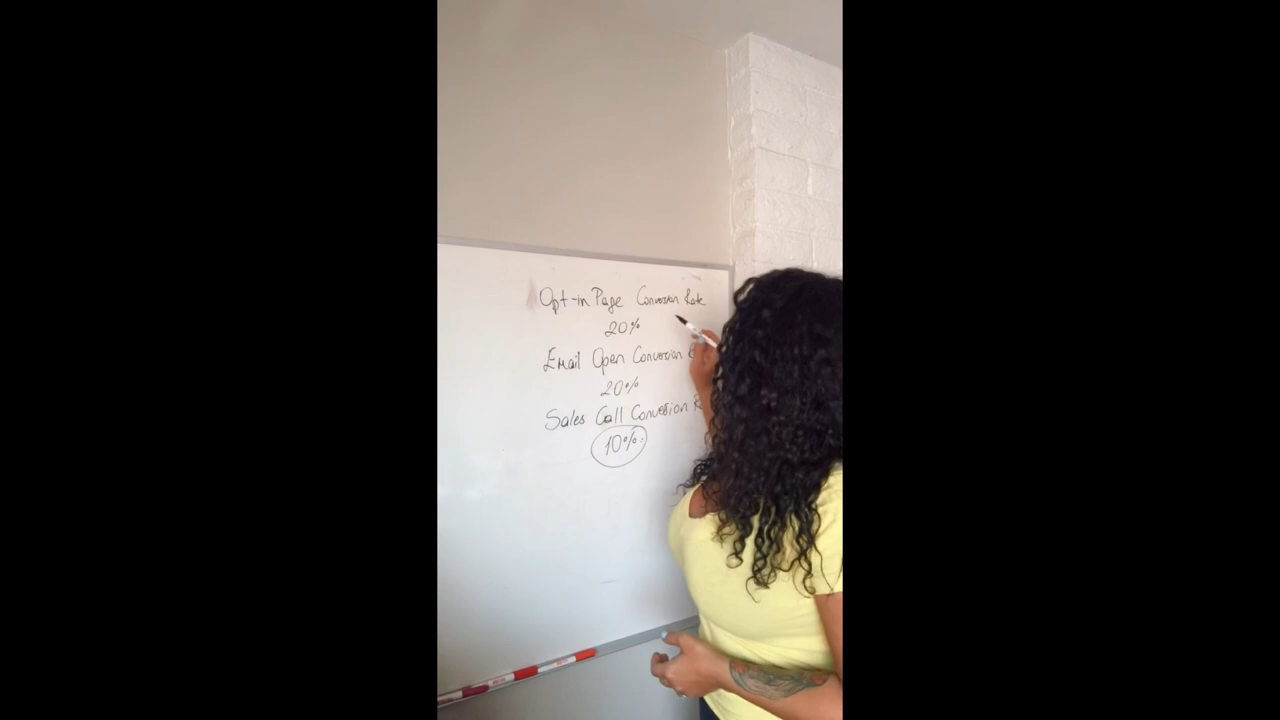 Opt-in Page Conversion Rate
20%
Email Open Conversion R
20%
Sales Call Conversion R
10%